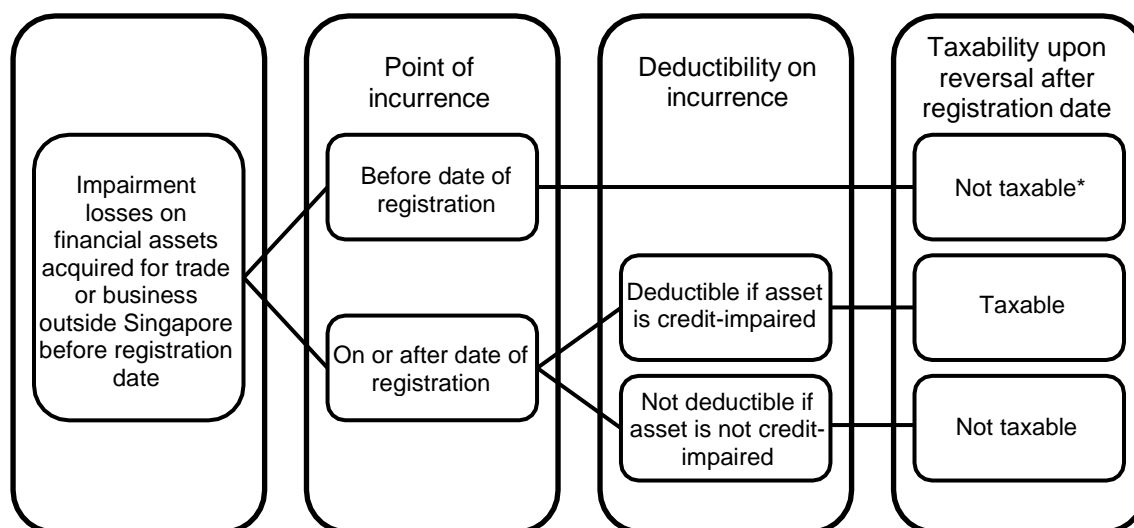 Impairment
losses on
financial assets
acquired for trade
or business
outside Singapore
before registration
date
Point of
incurrence
Before date of
registration
On or after date of
registration
Deductibility on
incurrence
Deductible if asset
is credit-impaired
Not deductible if
asset is not credit-
impaired
Taxability upon
reversal after
registration date
Not taxable*
Taxable
Not taxable